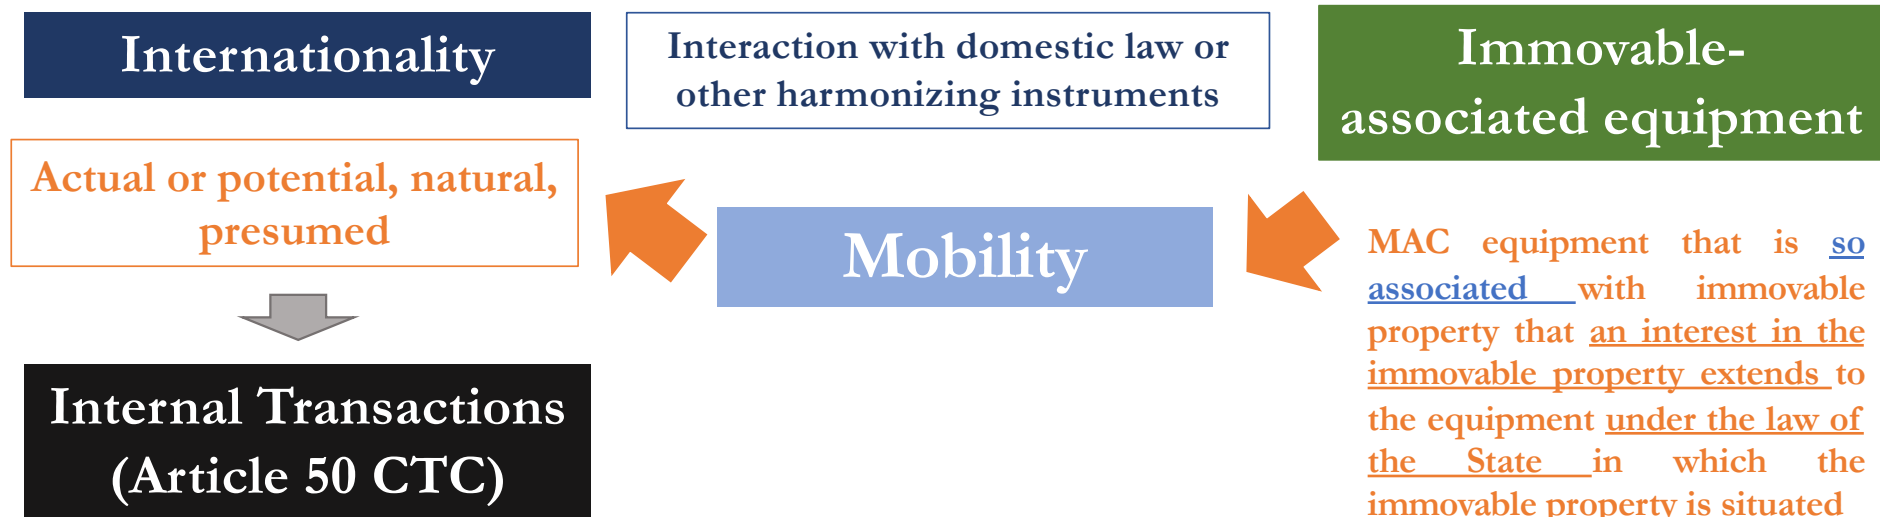 Internationality
Actual or potential, natural,
presumed
Internal Transactions
(Article 50 CTC)
Interaction with domestic law or
other harmonizing instruments
Mobility
Immovable-
associated equipment
MAC equipment that is so
associated with immovable
property that an interest in the
immovable property extends to
the equipment under the law of
the State in which the
immovable property is situated